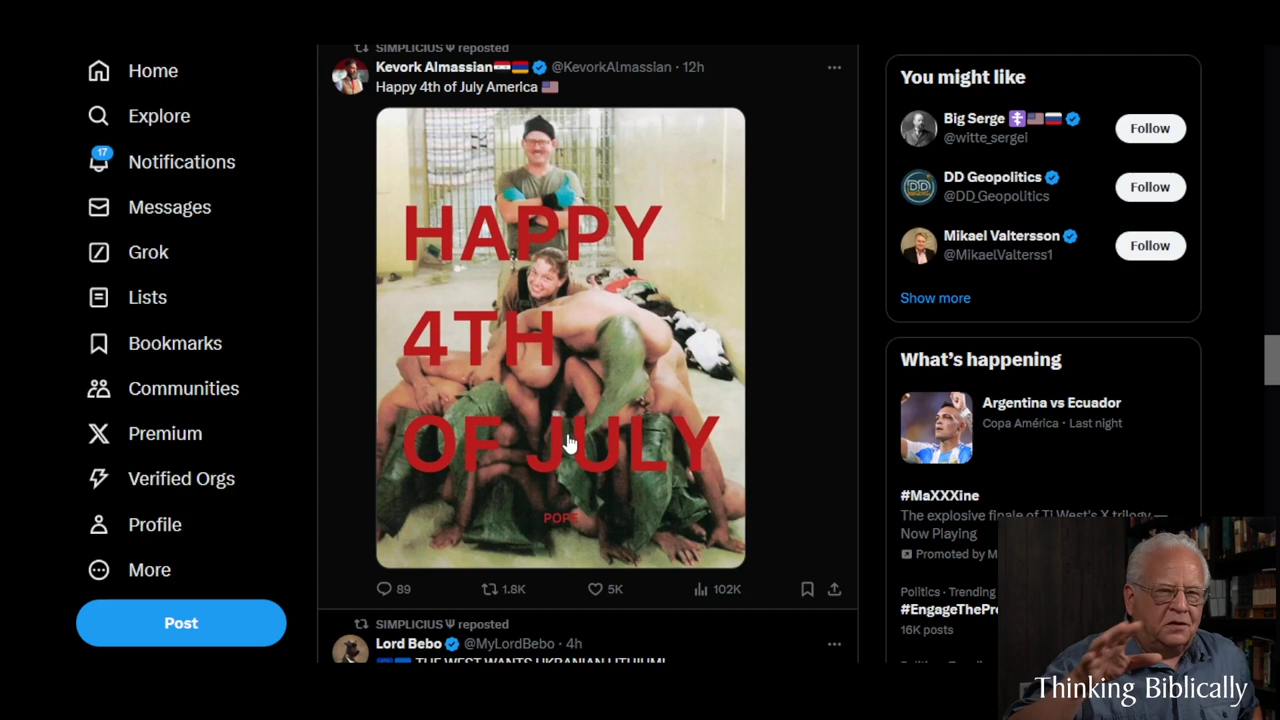 Home
Explore
17
Notifications
Messages
Grok
Lists
Bookmarks
Communities
Premium
Verified Orgs
Profile
More
Post
SIMPLICIUS Ψ reposted
Kevork Almassian @KevorkAlmassian · 12h
Happy 4th of July America
HAPPY
4TH
OF JULY
POPE
89 1.8K 5K 102K
SIMPLICIUS Ψ reposted
Lord Bebo @MyLordBebo · 4h
THE WEST WANTS UKRANIAN LITHIUM!
You might like
Big Serge
@witte_sergei
Follow
DD Geopolitics
@DD_Geopolitics
Follow
Mikael Valtersson
@MikaelValterss1
Follow
Show more
What's happening
Argentina vs Ecuador
Copa América · Last night
#MaXXXine
The explosive finale of Ti West's X trilogy —
Now Playing
Promoted by
Politics · Trending
16K posts
Thinking Biblically